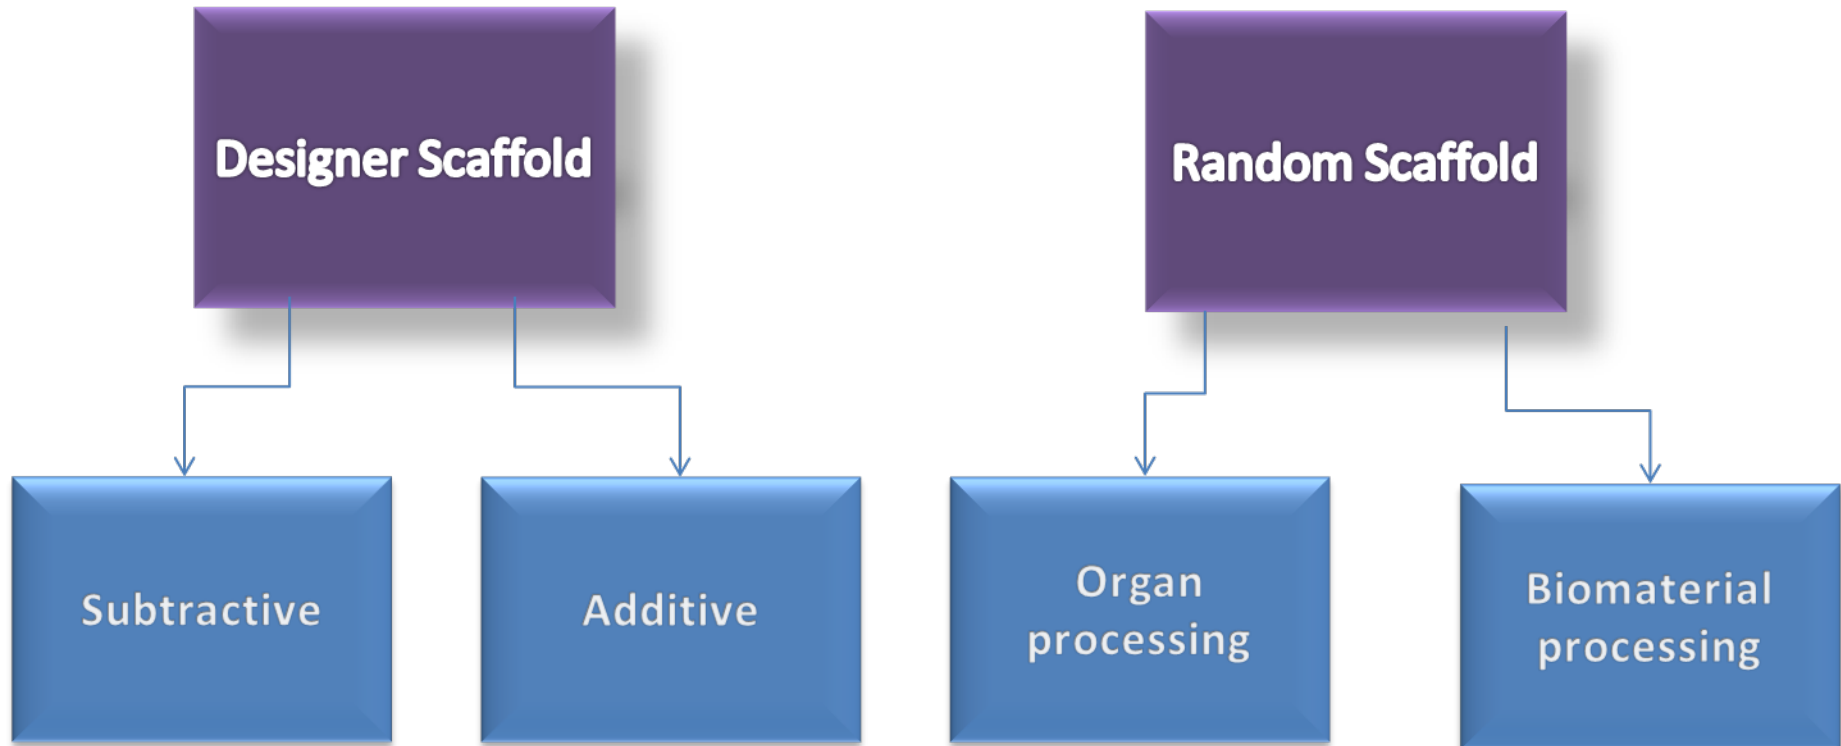 Designer Scaffold
Random Scaffold
Subtractive
Additive
Organ
processing
Biomaterial
processing